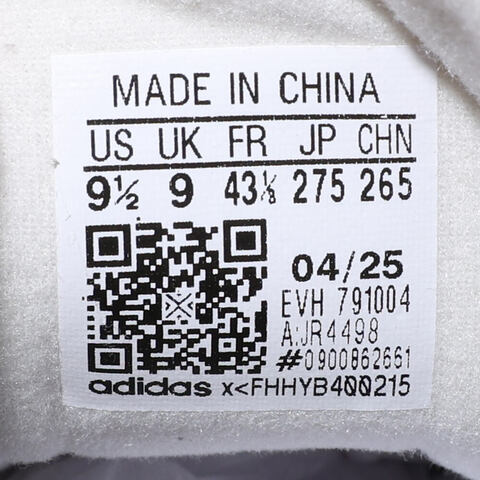 MADE IN CHINA
US UK FR JP CHN
9½ 9 43⅓ 275 265
04/25
EVH 791004
A:JR4498
#0900862661
adidas x<FHHYB400215